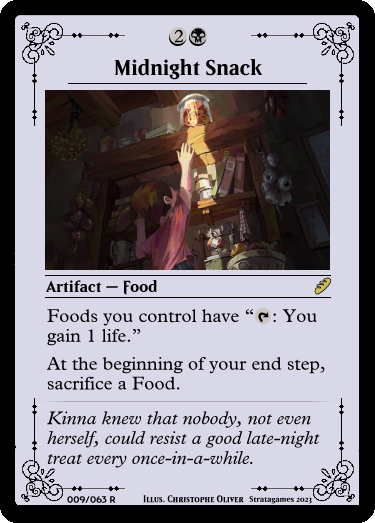 2
Midnight Snack
Artifact — Food
Foods you control have “: You
gain 1 life.”
At the beginning of your end step,
sacrifice a Food.
Kinna knew that nobody, not even
herself, could resist a good late-night
treat every once-in-a-while.
009/063 R Illus. Christophe Oliver Stratagames 2023